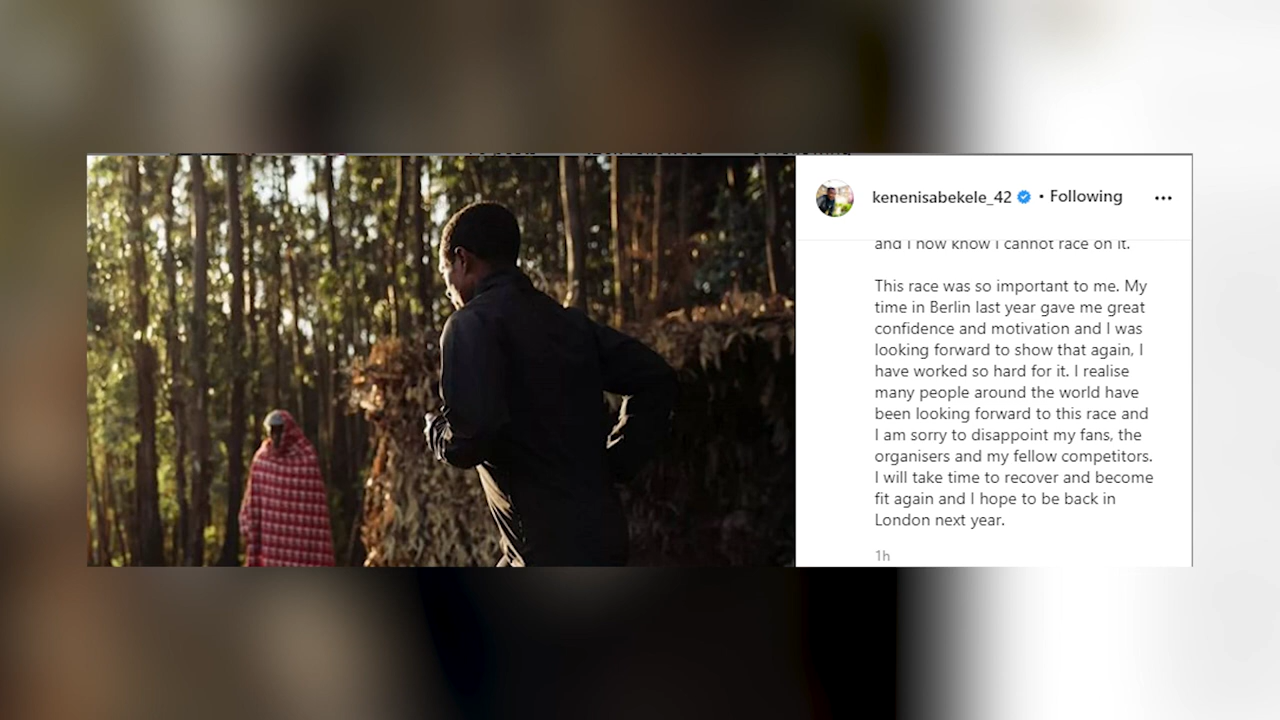 kenenisabekele_42 • Following •••
and I now know I cannot race on it.
This race was so important to me. My
time in Berlin last year gave me great
confidence and motivation and I was
looking forward to show that again, I
have worked so hard for it. I realise
many people around the world have
been looking forward to this race and
I am sorry to disappoint my fans, the
organisers and my fellow competitors.
I will take time to recover and become
fit again and I hope to be back in
London next year.
1h